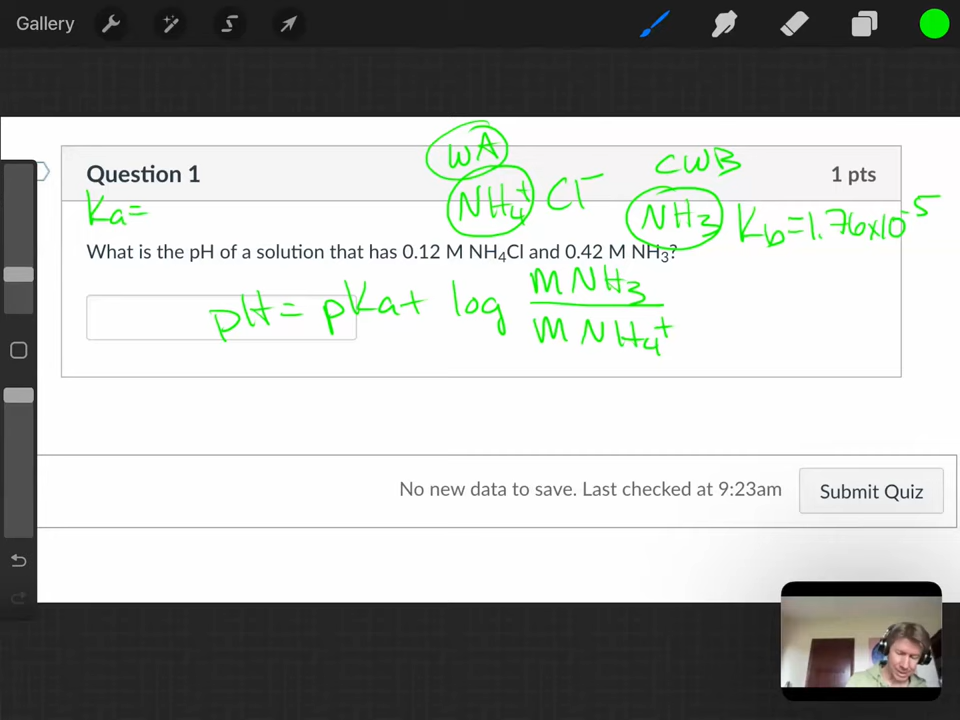 Gallery
WA
CWB
Question 1
1 pts
NH4+ Cl-
NH3 Kb=1.76x10-5
Ka=
What is the pH of a solution that has 0.12 M NH4Cl and 0.42 M NH3?
pH= pKa+ log
MNH3
MNH4+
No new data to save. Last checked at 9:23am
Submit Quiz